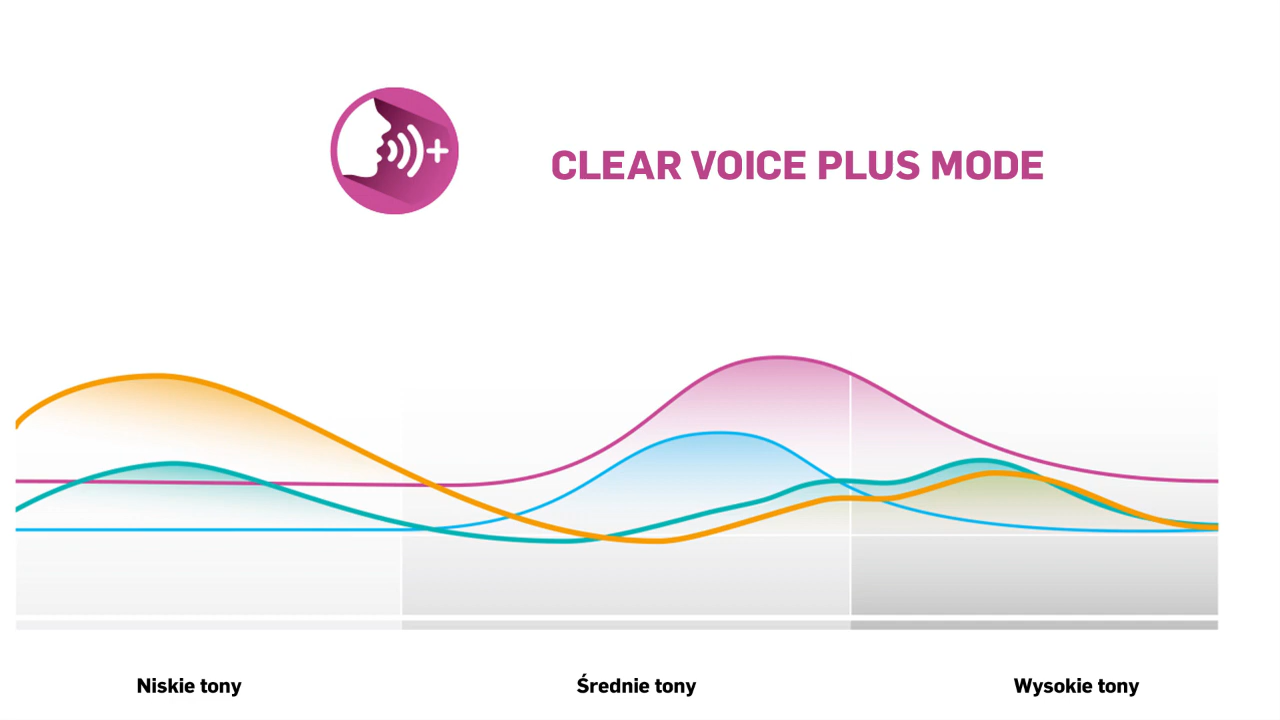 CLEAR VOICE PLUS MODE
Niskie tony
Średnie tony
Wysokie tony